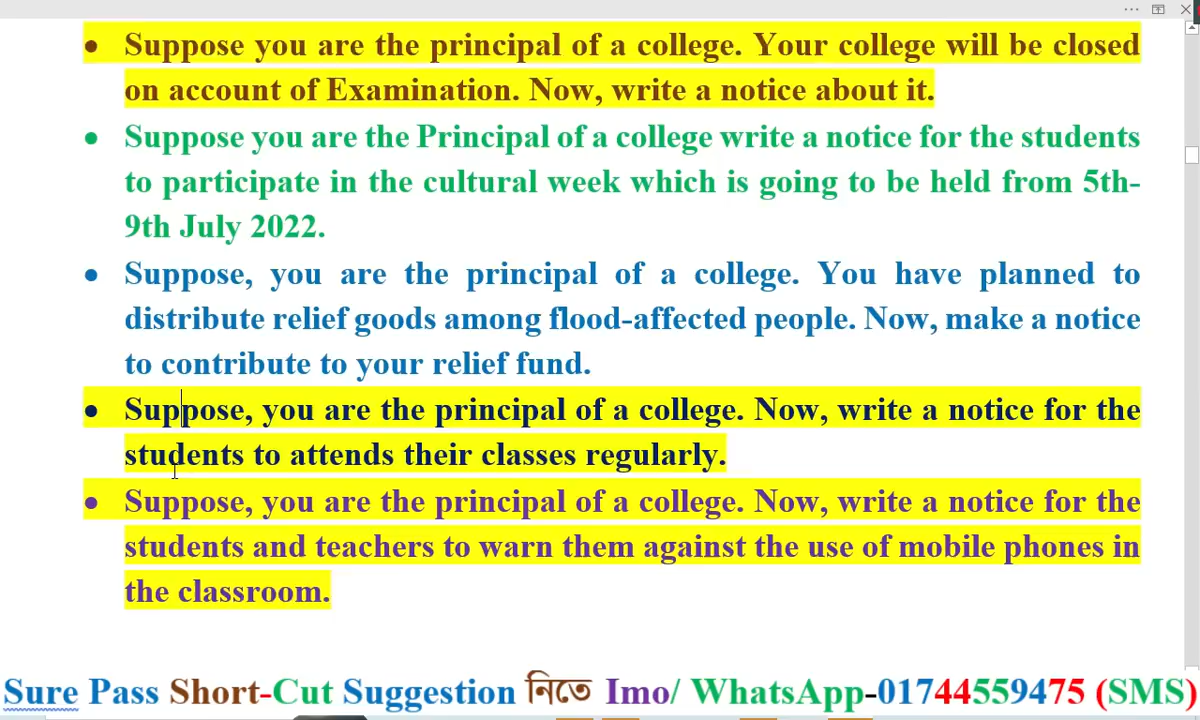 • Suppose you are the principal of a college. Your college will be closed
on account of Examination. Now, write a notice about it.
• Suppose you are the Principal of a college write a notice for the students
to participate in the cultural week which is going to be held from 5th-
9th July 2022.
• Suppose, you are the principal of a college. You have planned to
distribute relief goods among flood-affected people. Now, make a notice
to contribute to your relief fund.
• Suppose, you are the principal of a college. Now, write a notice for the
students to attends their classes regularly.
• Suppose, you are the principal of a college. Now, write a notice for the
students and teachers to warn them against the use of mobile phones in
the classroom.
Sure Pass Short-Cut Suggestion নিতে Imo/ WhatsApp-01744559475 (SMS)